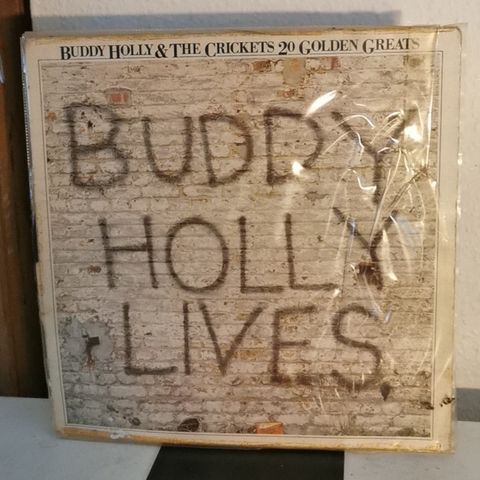 BUDDY HOLLY & THE CRICKETS 20 GOLDEN GREATS
BUDDY
HOLLY
LIVES.